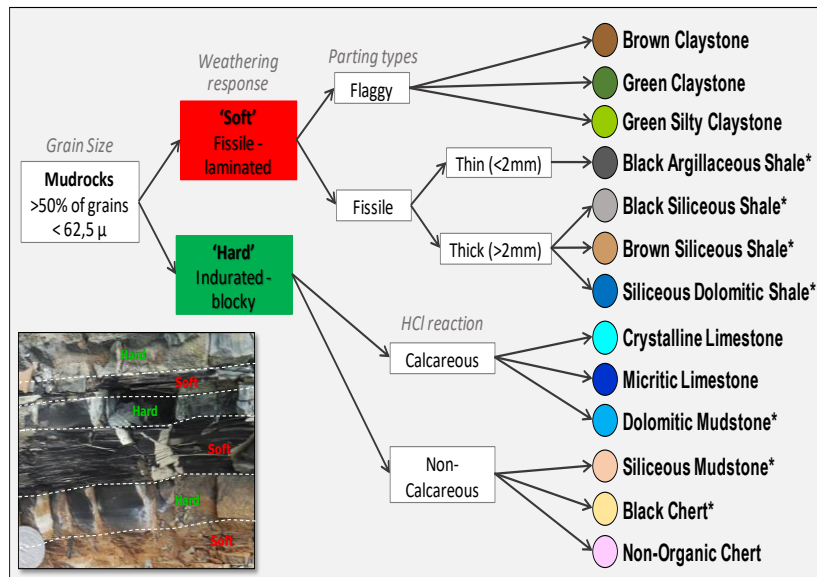 Grain Size
Mudrocks
>50% of grains
< 62,5 µ
Weathering
response
'Soft'
Fissile -
laminated
'Hard'
Indurated -
blocky
Parting types
Flaggy
Fissile
Thin (<2mm)
Thick (>2mm)
HCl reaction
Calcareous
Non-
Calcareous
Brown Claystone
Green Claystone
Green Silty Claystone
Black Argillaceous Shale*
Black Siliceous Shale*
Brown Siliceous Shale*
Siliceous Dolomitic Shale*
Crystalline Limestone
Micritic Limestone
Dolomitic Mudstone*
Siliceous Mudstone*
Black Chert*
Non-Organic Chert
Hard
Soft
Hard
Soft
Hard
Soft